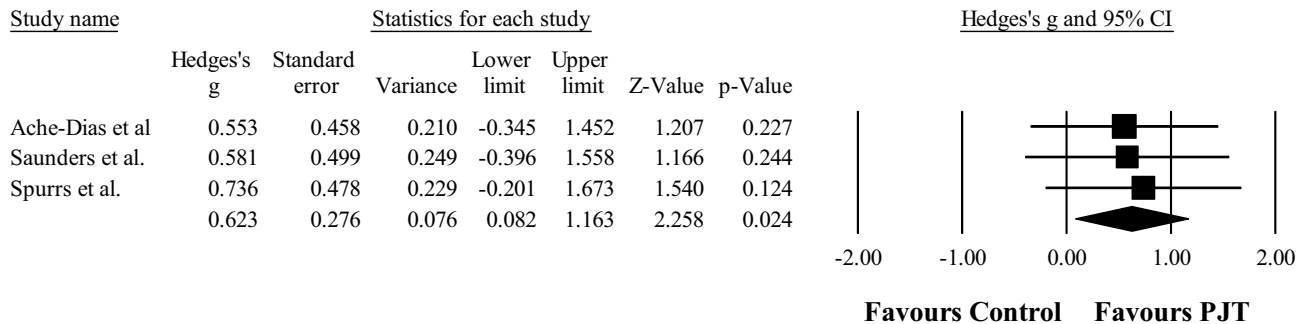 Study name Statistics for each study Hedges's g and 95% CI
Hedges's Standard Lower Upper
g error Variance limit limit Z-Value p-Value
Ache-Dias et al 0.553 0.458 0.210 -0.345 1.452 1.207 0.227
Saunders et al. 0.581 0.499 0.249 -0.396 1.558 1.166 0.244
Spurrs et al. 0.736 0.478 0.229 -0.201 1.673 1.540 0.124
0.623 0.276 0.076 0.082 1.163 2.258 0.024
-2.00 -1.00 0.00 1.00 2.00
Favours Control Favours PJT